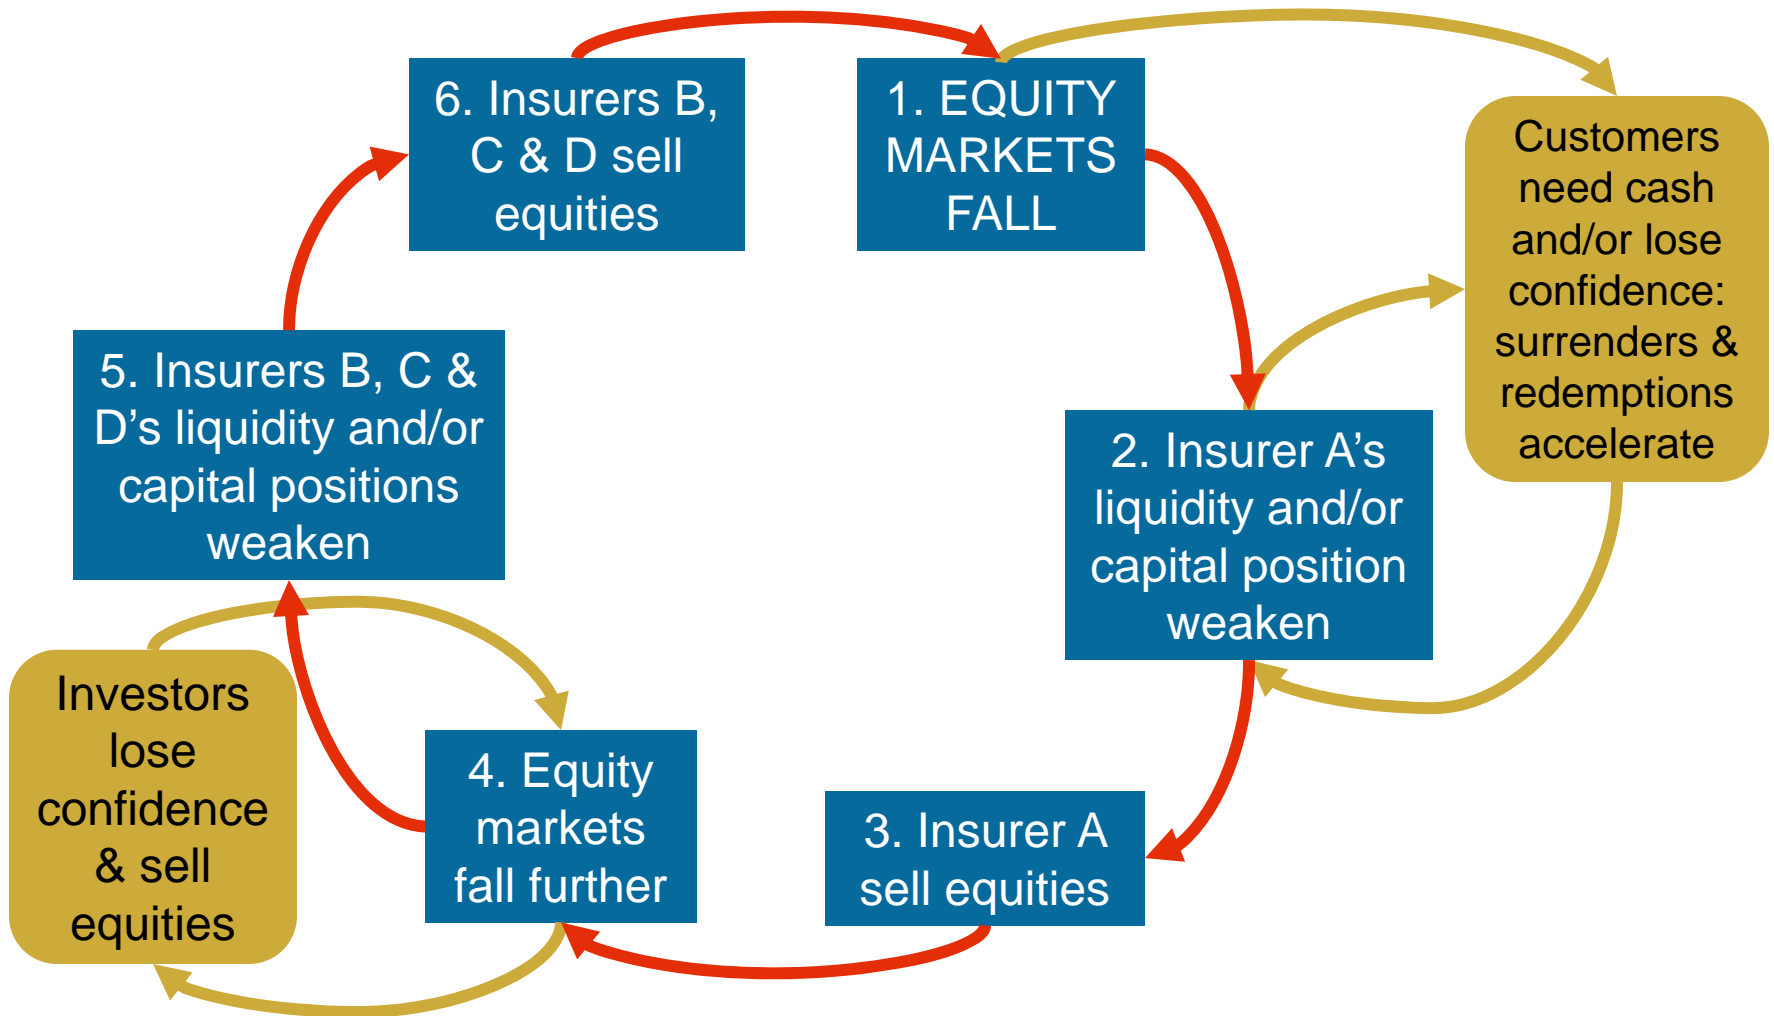 6. Insurers B,
C & D sell
equities
1. EQUITY
MARKETS
FALL
Customers
need cash
and/or lose
confidence:
surrenders &
redemptions
accelerate
5. Insurers B, C &
D’s liquidity and/or
capital positions
weaken
2. Insurer A’s
liquidity and/or
capital position
weaken
Investors
lose
confidence
& sell
equities
4. Equity
markets
fall further
3. Insurer A
sell equities